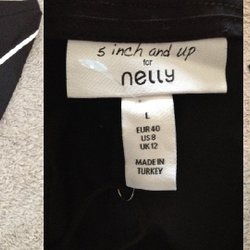 5 inch and up
for
nelly
L
EUR 40
US 8
UK 12
MADE IN
TURKEY